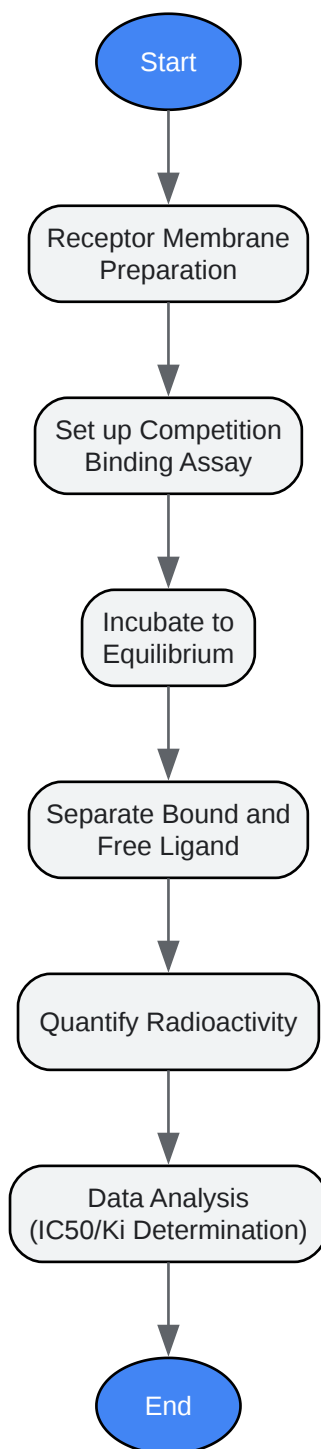 Start
Receptor Membrane
Preparation
Set up Competition
Binding Assay
Incubate to
Equilibrium
Separate Bound and
Free Ligand
Quantify Radioactivity
Data Analysis
(IC50/Ki Determination)
End